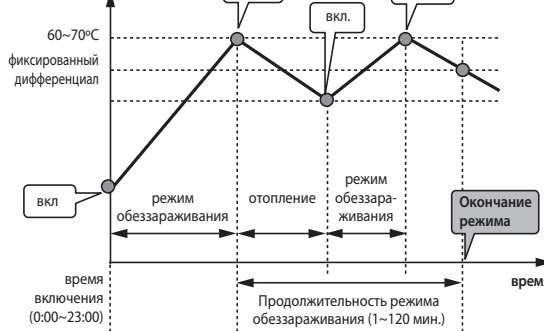 60~70ºC
вкл.
фиксированный
дифференциал
вкл
режим
обеззараживания
отопление
режим
обеззара-
живания
Окончание
режима
время
включения
(0:00~23:00)
Продолжительность режима
обеззараживания (1~120 мин.)